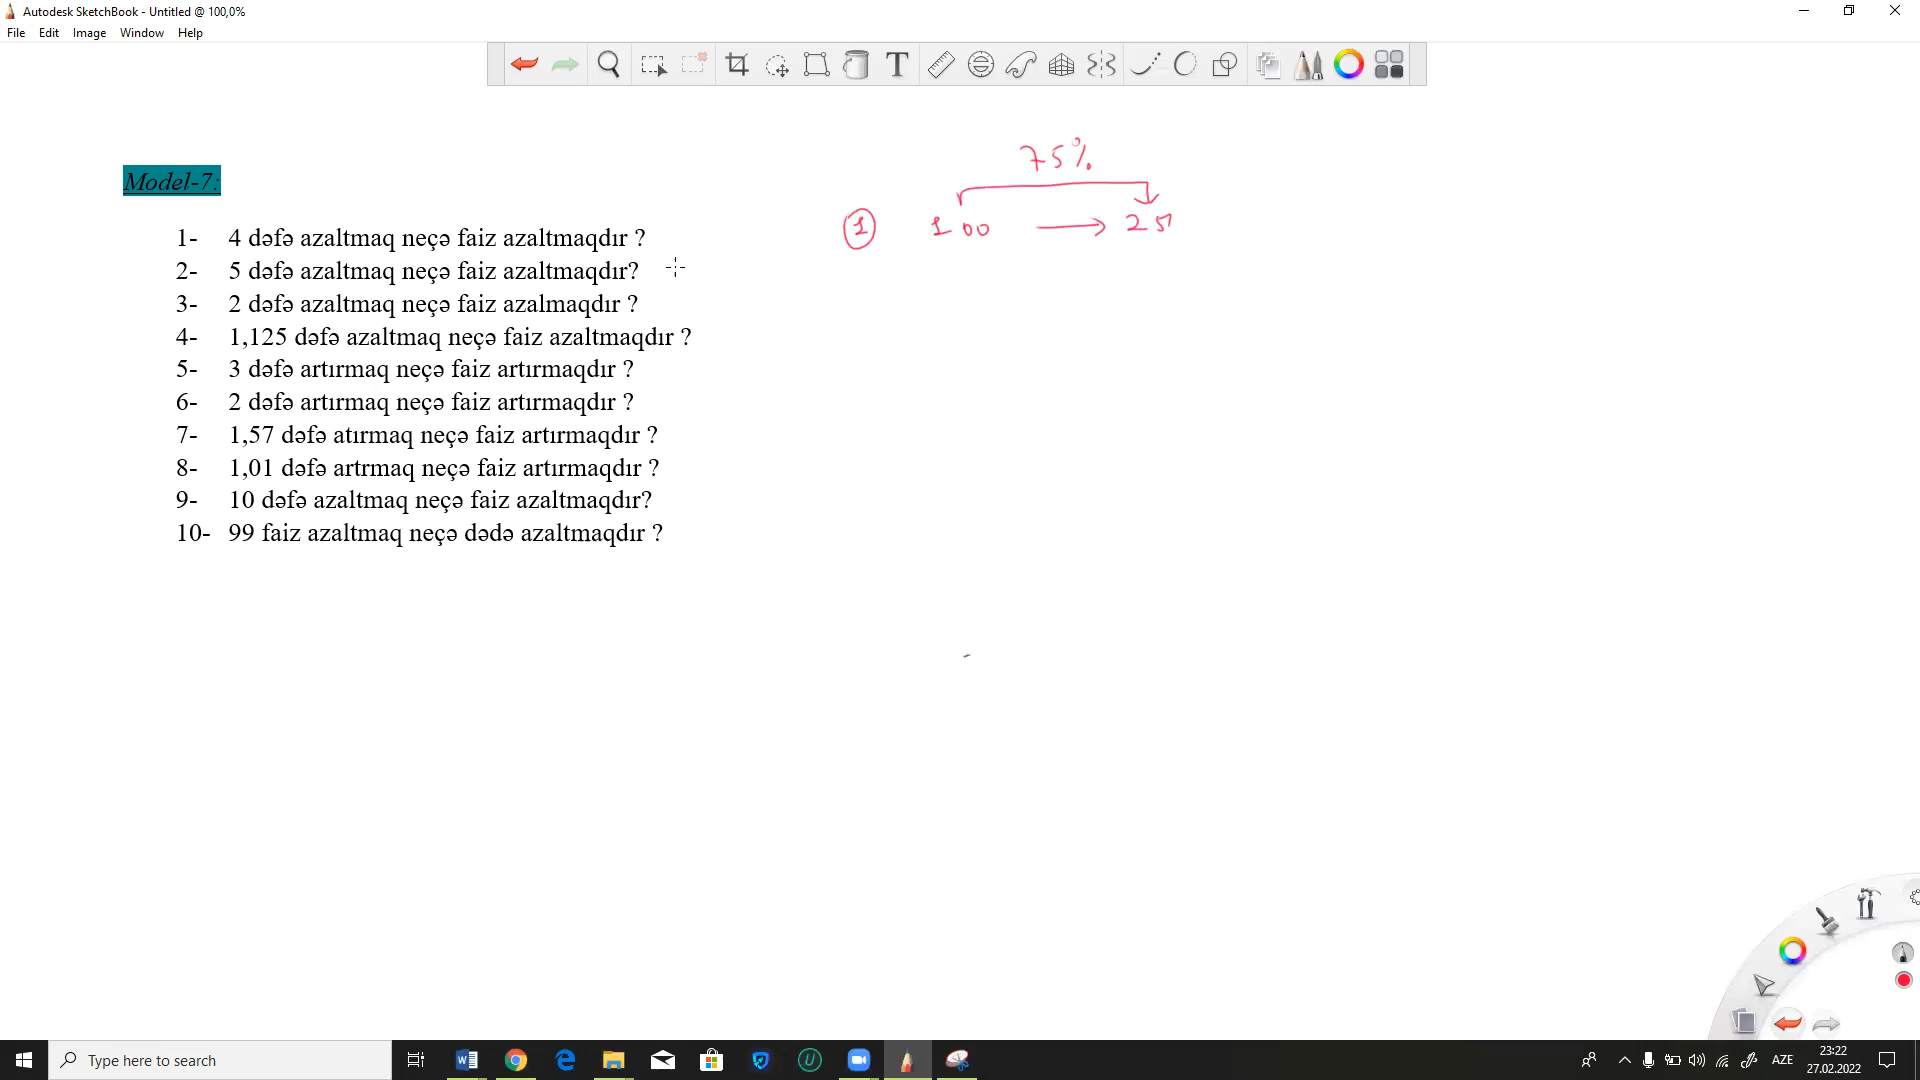 Autodesk SketchBook - Untitled @ 100,0%
File Edit Image Window Help
T
Model-7:
1- 4 dəfə azaltmaq neçə faiz azaltmaqdır ?
2- 5 dəfə azaltmaq neçə faiz azaltmaqdır?
3- 2 dəfə azaltmaq neçə faiz azalmaqdır ?
4- 1,125 dəfə azaltmaq neçə faiz azaltmaqdır ?
5- 3 dəfə artırmaq neçə faiz artırmaqdır ?
6- 2 dəfə artırmaq neçə faiz artırmaqdır ?
7- 1,57 dəfə atırmaq neçə faiz artırmaqdır ?
8- 1,01 dəfə artrmaq neçə faiz artırmaqdır ?
9- 10 dəfə azaltmaq neçə faiz azaltmaqdır?
10- 99 faiz azaltmaq neçə dədə azaltmaqdır ?
75%
1 100 → 25
Type here to search
AZE
23:22
27.02.2022